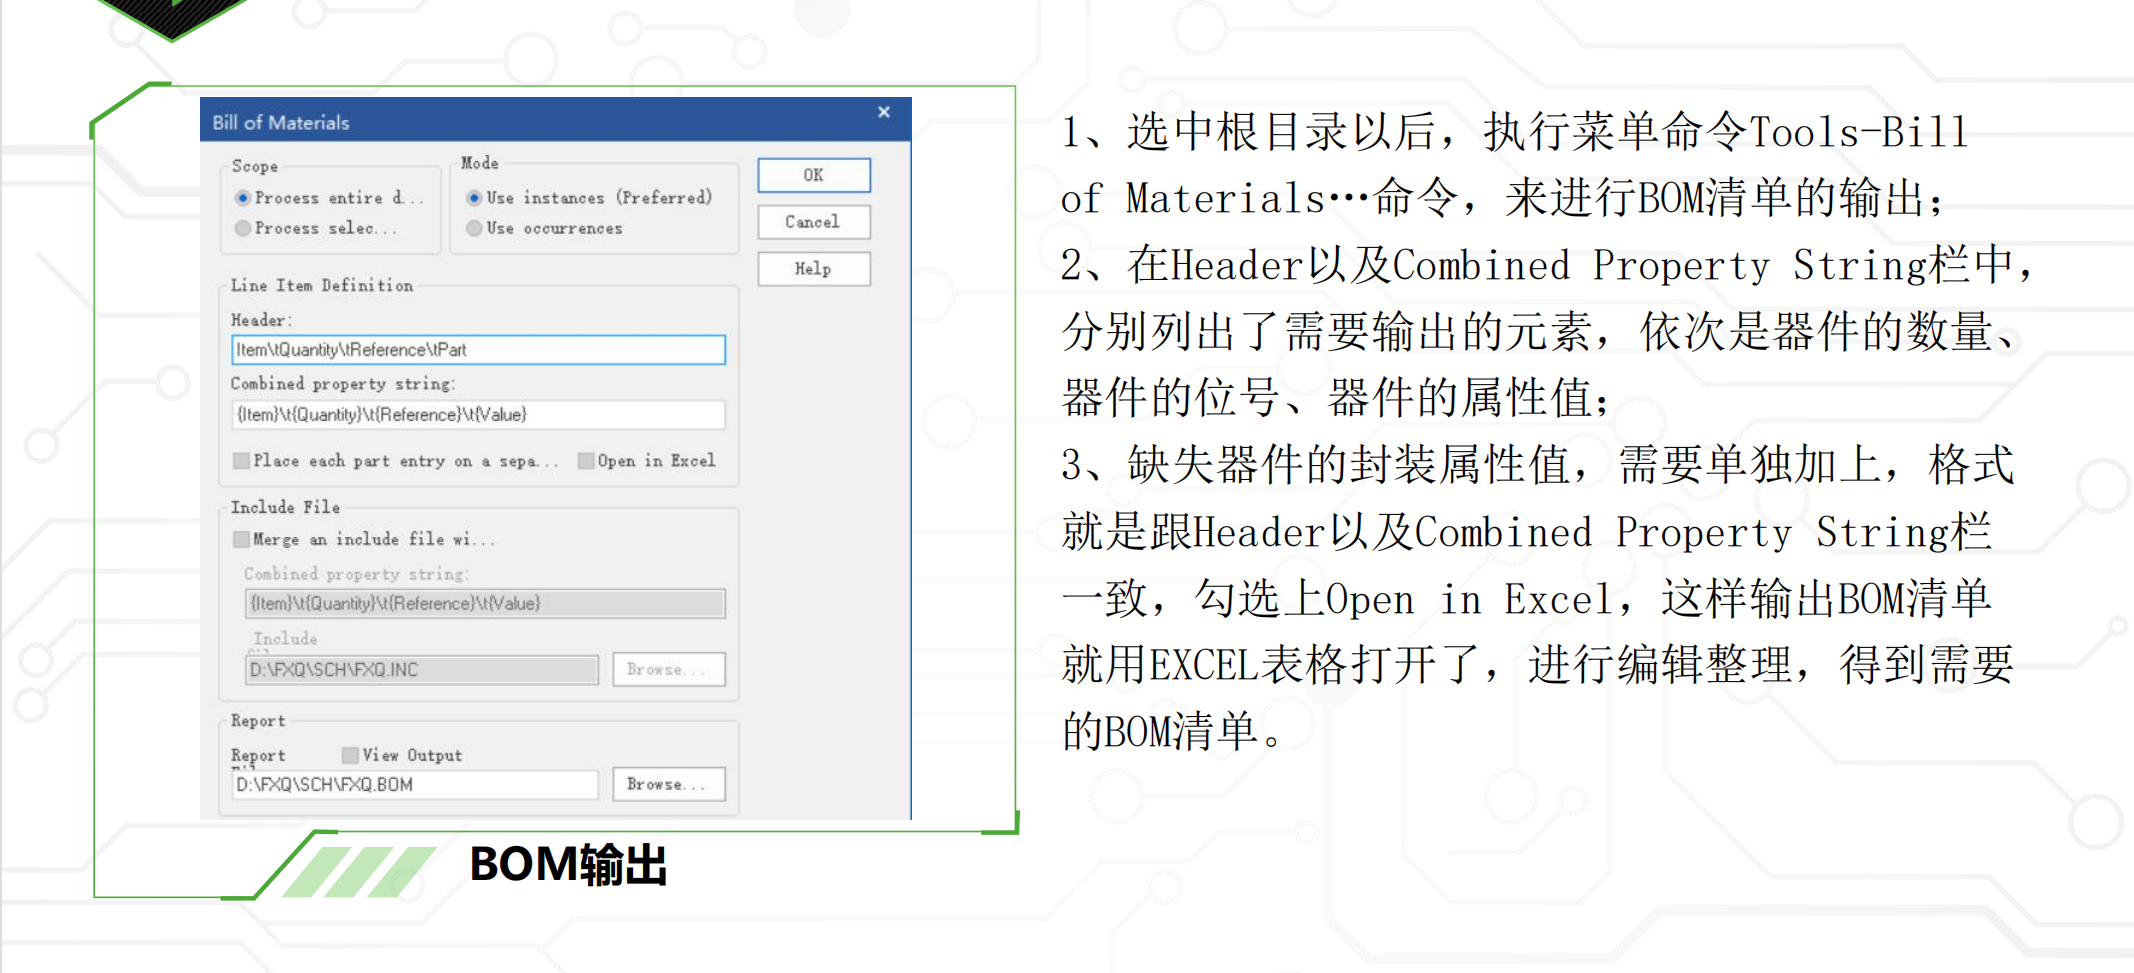 Bill of Materials
×
Scope
Process entire d...
Process selec...
Mode
Use instances (Preferred)
Use occurrences
OK
Cancel
Help
Line Item Definition
Header:
Item\tQuantity\tReference\tPart
Combined property string:
{Item}\t{Quantity}\t{Reference}\t{Value}
Place each part entry on a sepa...
Open in Excel
Include File
Merge an include file wi...
Combined property string:
{Item}\t{Quantity}\t{Reference}\t{Value}
Include
D:\FXQ\SCH\FXQ.INC
Browse...
Report
Report
View Output
D:\FXQ\SCH\FXQ.BOM
Browse...
BOM输出
1、选中根目录以后，执行菜单命令Tools-Bill
of Materials…命令，来进行BOM清单的输出；
2、在Header以及Combined Property String栏中，
分别列出了需要输出的元素，依次是器件的数量、
器件的位号、器件的属性值；
3、缺失器件的封装属性值，需要单独加上，格式
就是跟Header以及Combined Property String栏
一致，勾选上Open in Excel，这样输出BOM清单
就用EXCEL表格打开了，进行编辑整理，得到需要
的BOM清单。